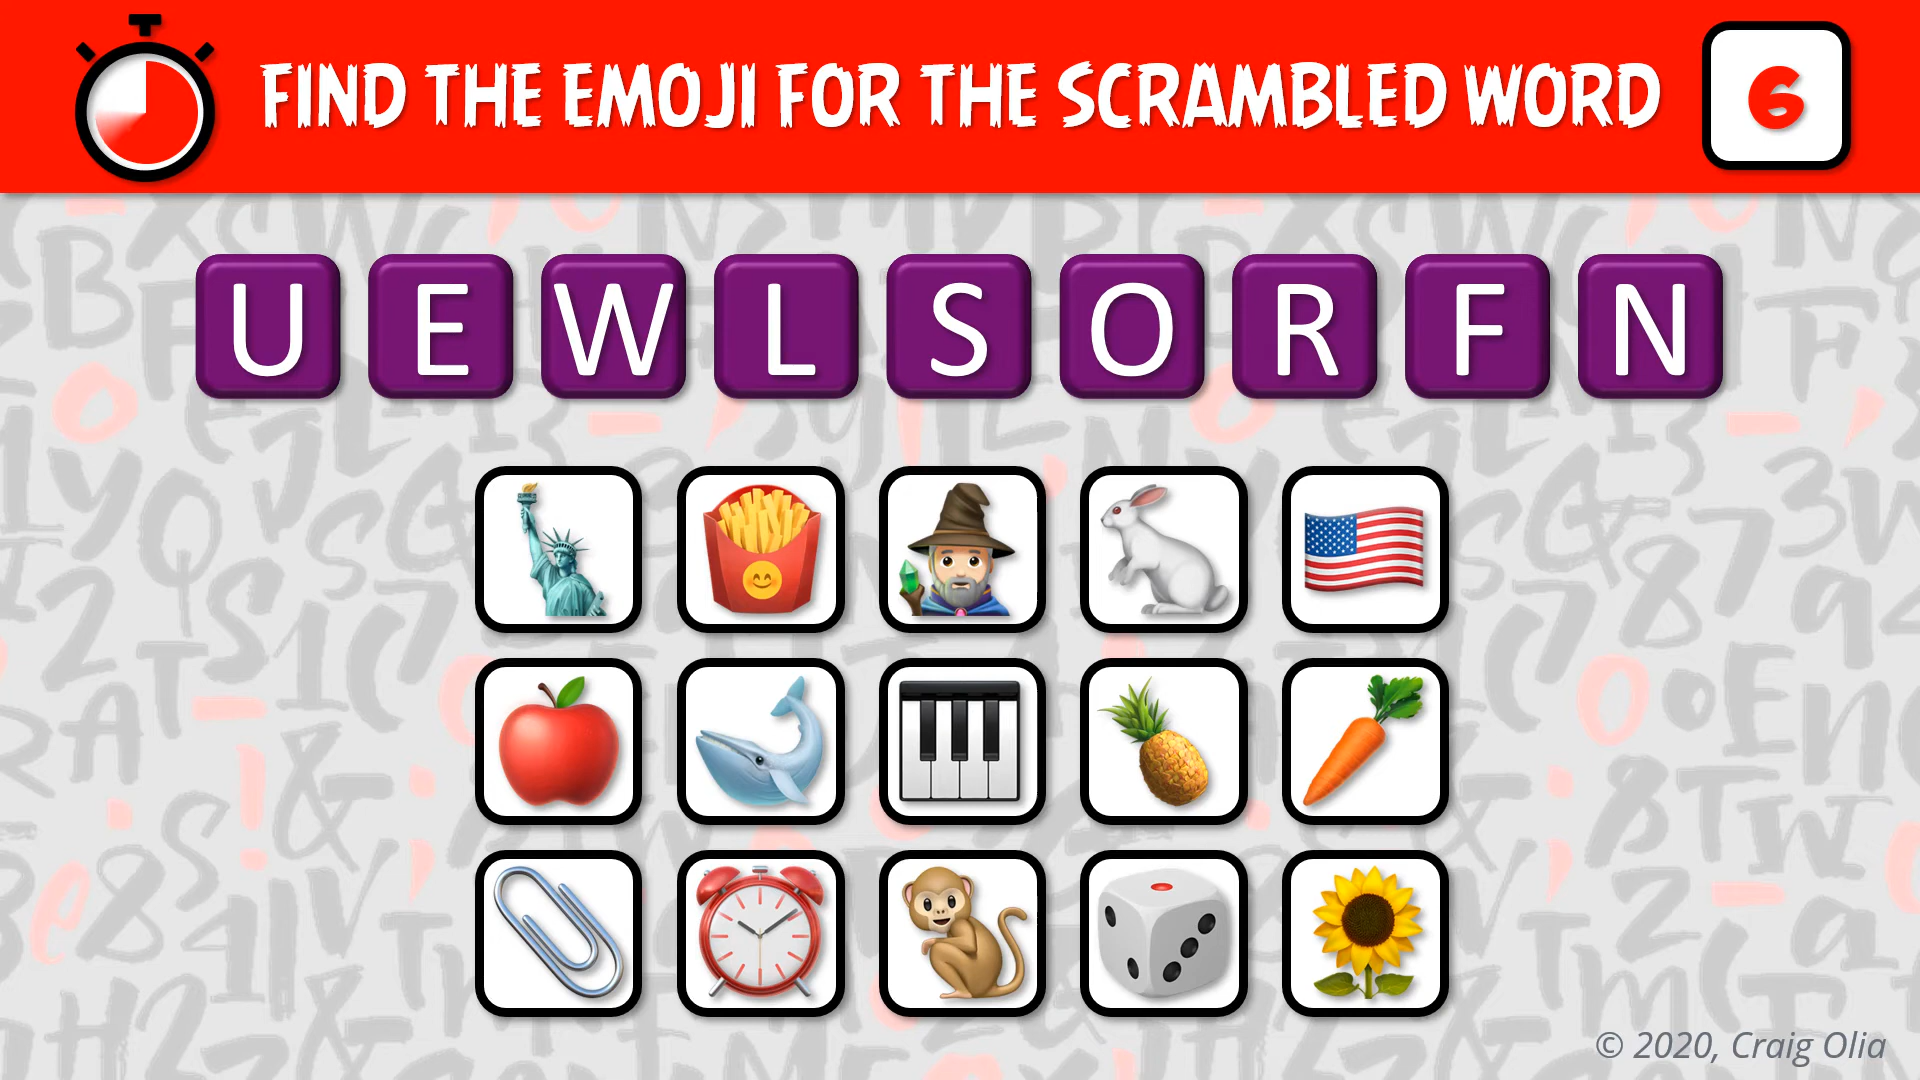 FIND THE EMOJI FOR THE SCRAMBLED WORD
6
U E W L S O R F N
© 2020, Craig Olia